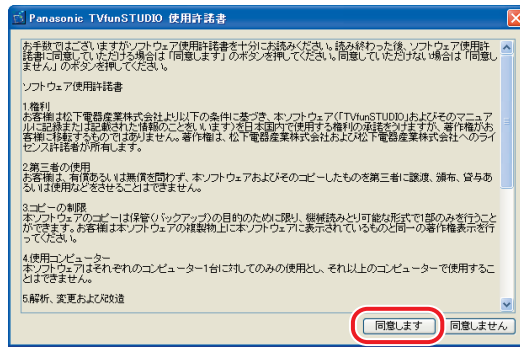 Panasonic TVfunSTUDIO 使用許諾書
お手数ではございますがソフトウェア使用許諾書を十分にお読みください。読み終わった後、ソフトウェア使用許
諾書に同意していただける場合は「同意します」のボタンを押してください。同意していただけない場合は「同意し
ません」のボタンを押してください。
ソフトウェア使用許諾書
1.権利
お客様は松下電器産業株式会社より以下の条件に基づき、本ソフトウェア(「TVfunSTUDIO」およびそのマニュア
ルに記録または記載された情報のことをいいます)を日本国内で使用する権利の承諾をうけますが、著作権がお
客様に移転するものではありません。著作権は、松下電器産業株式会社および松下電器産業株式会社へのライ
センス許諾者が所有します。
2.第三者の使用
お客様は、有償あるいは無償を問わず、本ソフトウェアおよびそのコピーしたものを第三者に譲渡、頒布、貸与あ
るいは使用などをさせることはできません。
3.コピーの制限
本ソフトウェアのコピーは保管(バックアップ)の目的のために限り、機械読みとり可能な形式で1部のみを行うこと
ができます。お客様は本ソフトウェアの複製物上に本ソフトウェアに表示されているものと同一の著作権表示を行
ってください。
4.使用コンピューター
本ソフトウェアはそれぞれのコンピューター1台に対してのみの使用とし、それ以上のコンピューターで使用するこ
とはできません。
5.解析、変更および改造
同意します 同意しません